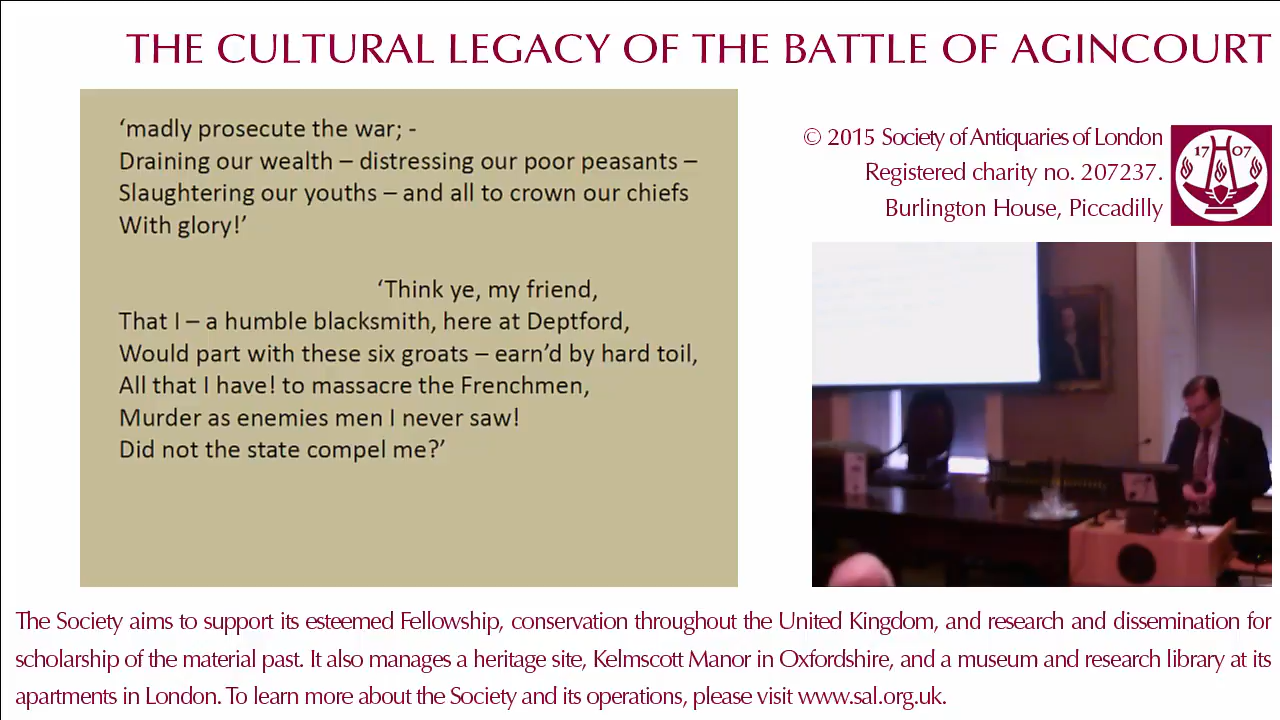 THE CULTURAL LEGACY OF THE BATTLE OF AGINCOURT
‘madly prosecute the war; -
Draining our wealth – distressing our poor peasants –
Slaughtering our youths – and all to crown our chiefs
With glory!’
‘Think ye, my friend,
That I – a humble blacksmith, here at Deptford,
Would part with these six groats – earn’d by hard toil,
All that I have! to massacre the Frenchmen,
Murder as enemies men I never saw!
Did not the state compel me?’
© 2015 Society of Antiquaries of London
Registered charity no. 207237.
Burlington House, Piccadilly
17 07
The Society aims to support its esteemed Fellowship, conservation throughout the United Kingdom, and research and dissemination for
scholarship of the material past. It also manages a heritage site, Kelmscott Manor in Oxfordshire, and a museum and research library at its
apartments in London. To learn more about the Society and its operations, please visit www.sal.org.uk.